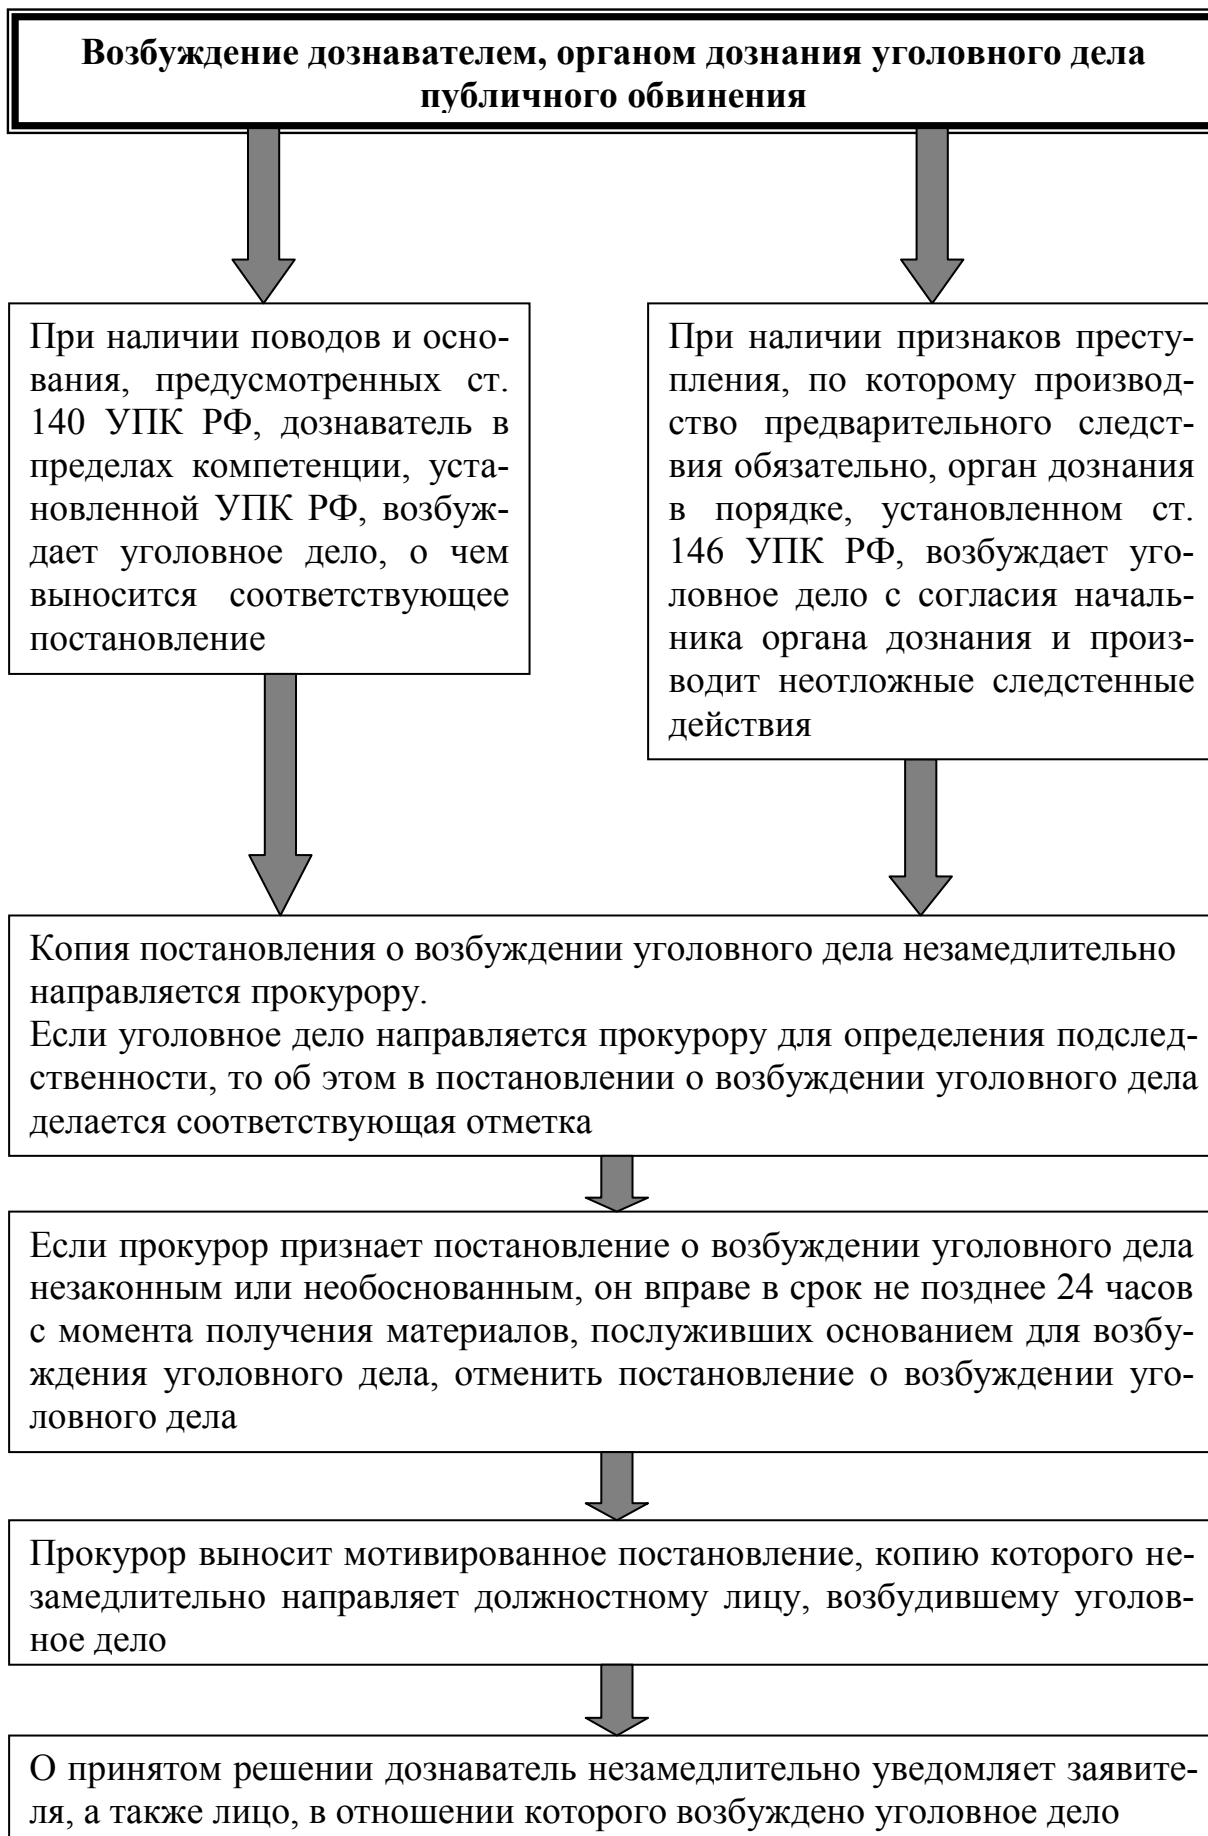 Возбуждение дознавателем, органом дознания уголовного дела
публичного обвинения
При наличии поводов и осно-
вания, предусмотренных ст.
140 УПК РФ, дознаватель в
пределах компетенции, уста-
новленной УПК РФ, возбуж-
дает уголовное дело, о чем
выносится соответствующее
постановление
При наличии признаков престу-
пления, по которому производ-
ство предварительного следст-
вия обязательно, орган дознания
в порядке, установленном ст.
146 УПК РФ, возбуждает уго-
ловное дело с согласия началь-
ника органа дознания и произ-
водит неотложные следстенные
действия
Копия постановления о возбуждении уголовного дела незамедлительно
направляется прокурору.
Если уголовное дело направляется прокурору для определения подслед-
ственности, то об этом в постановлении о возбуждении уголовного дела
делается соответствующая отметка
Если прокурор признает постановление о возбуждении уголовного дела
незаконным или необоснованным, он вправе в срок не позднее 24 часов
с момента получения материалов, послуживших основанием для возбу-
ждения уголовного дела, отменить постановление о возбуждении уго-
ловного дела
Прокурор выносит мотивированное постановление, копию которого не-
замедлительно направляет должностному лицу, возбудившему уголов-
ное дело
О принятом решении дознаватель незамедлительно уведомляет заявите-
ля, а также лицо, в отношении которого возбуждено уголовное дело